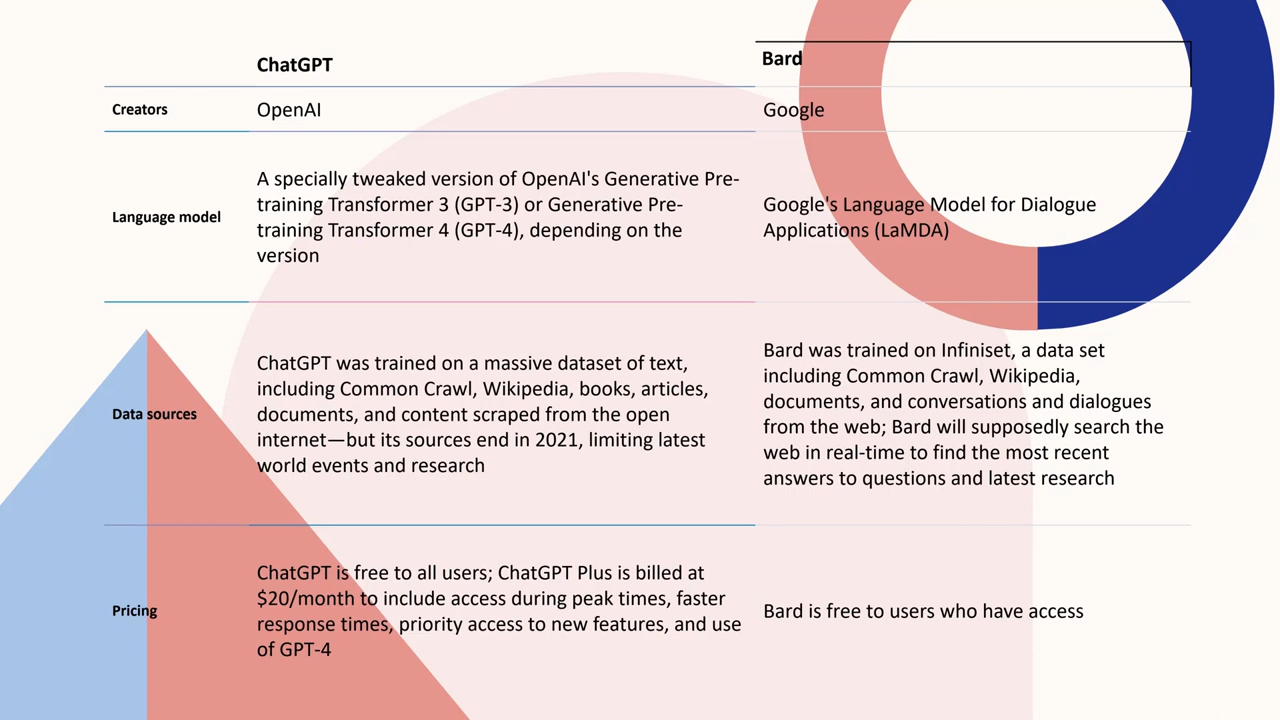 ChatGPT
Bard
Creators
OpenAI
Google
Language model
A specially tweaked version of OpenAI's Generative Pre-
training Transformer 3 (GPT-3) or Generative Pre-
training Transformer 4 (GPT-4), depending on the
version
Google's Language Model for Dialogue
Applications (LaMDA)
Data sources
ChatGPT was trained on a massive dataset of text,
including Common Crawl, Wikipedia, books, articles,
documents, and content scraped from the open
internet—but its sources end in 2021, limiting latest
world events and research
Bard was trained on Infiniset, a data set
including Common Crawl, Wikipedia,
documents, and conversations and dialogues
from the web; Bard will supposedly search the
web in real-time to find the most recent
answers to questions and latest research
Pricing
ChatGPT is free to all users; ChatGPT Plus is billed at
$20/month to include access during peak times, faster
response times, priority access to new features, and use
of GPT-4
Bard is free to users who have access